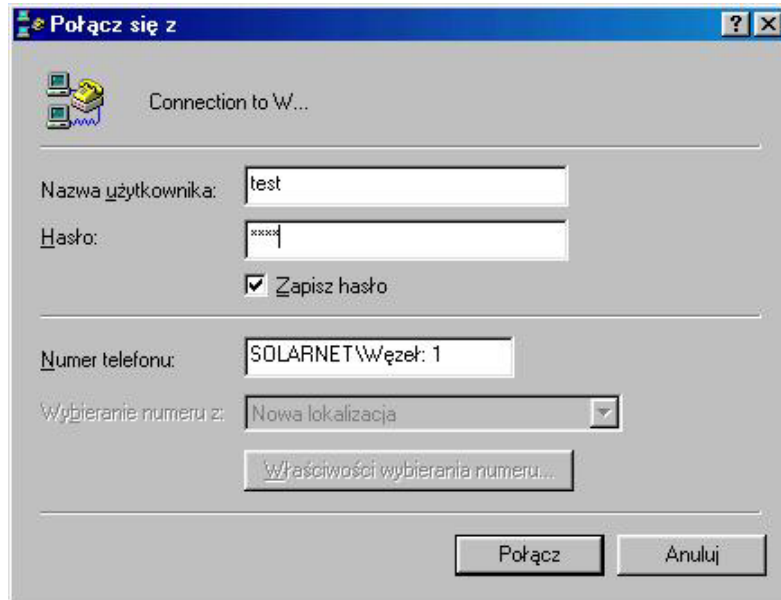 Połącz się z
Connection to W...
Nazwa użytkownika: test
Hasło: ****
Zapisz hasło
Numer telefonu: SOLARNET\Węzeł: 1
Wybieranie numeru z: Nowa lokalizacja
Właściwości wybierania numeru...
Połącz Anuluj